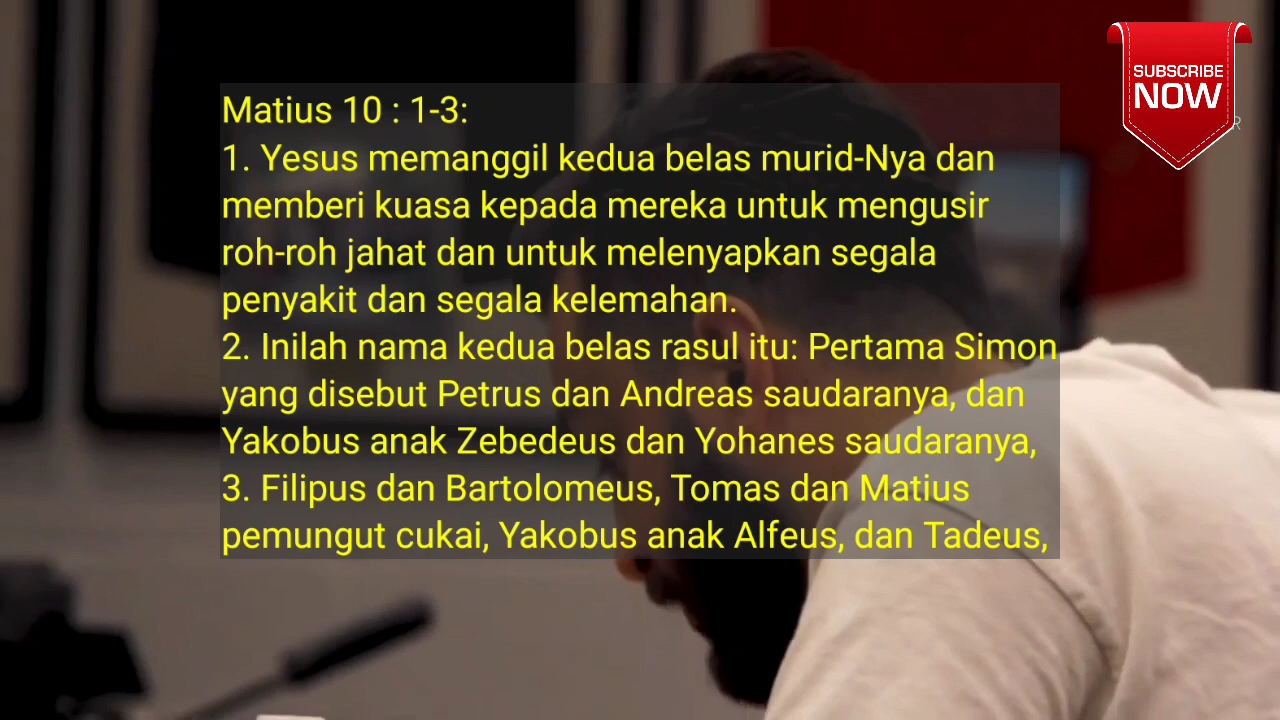 SUBSCRIBE
NOW
R
Matius 10 : 1-3:
1. Yesus memanggil kedua belas murid-Nya dan
memberi kuasa kepada mereka untuk mengusir
roh-roh jahat dan untuk melenyapkan segala
penyakit dan segala kelemahan.
2. Inilah nama kedua belas rasul itu: Pertama Simon
yang disebut Petrus dan Andreas saudaranya, dan
Yakobus anak Zebedeus dan Yohanes saudaranya,
3. Filipus dan Bartolomeus, Tomas dan Matius
pemungut cukai, Yakobus anak Alfeus, dan Tadeus,